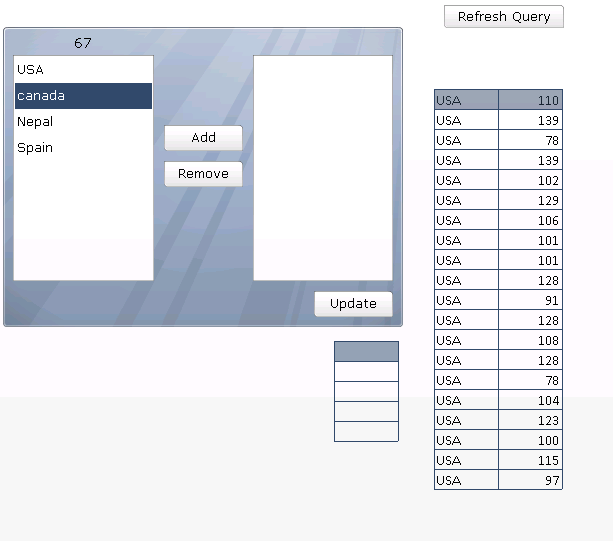 Refresh Query
67
USA
canada
Nepal
Spain
Add
Remove
Update
USA 110
USA 139
USA 78
USA 139
USA 102
USA 129
USA 106
USA 101
USA 101
USA 128
USA 91
USA 128
USA 108
USA 128
USA 78
USA 104
USA 123
USA 100
USA 115
USA 97